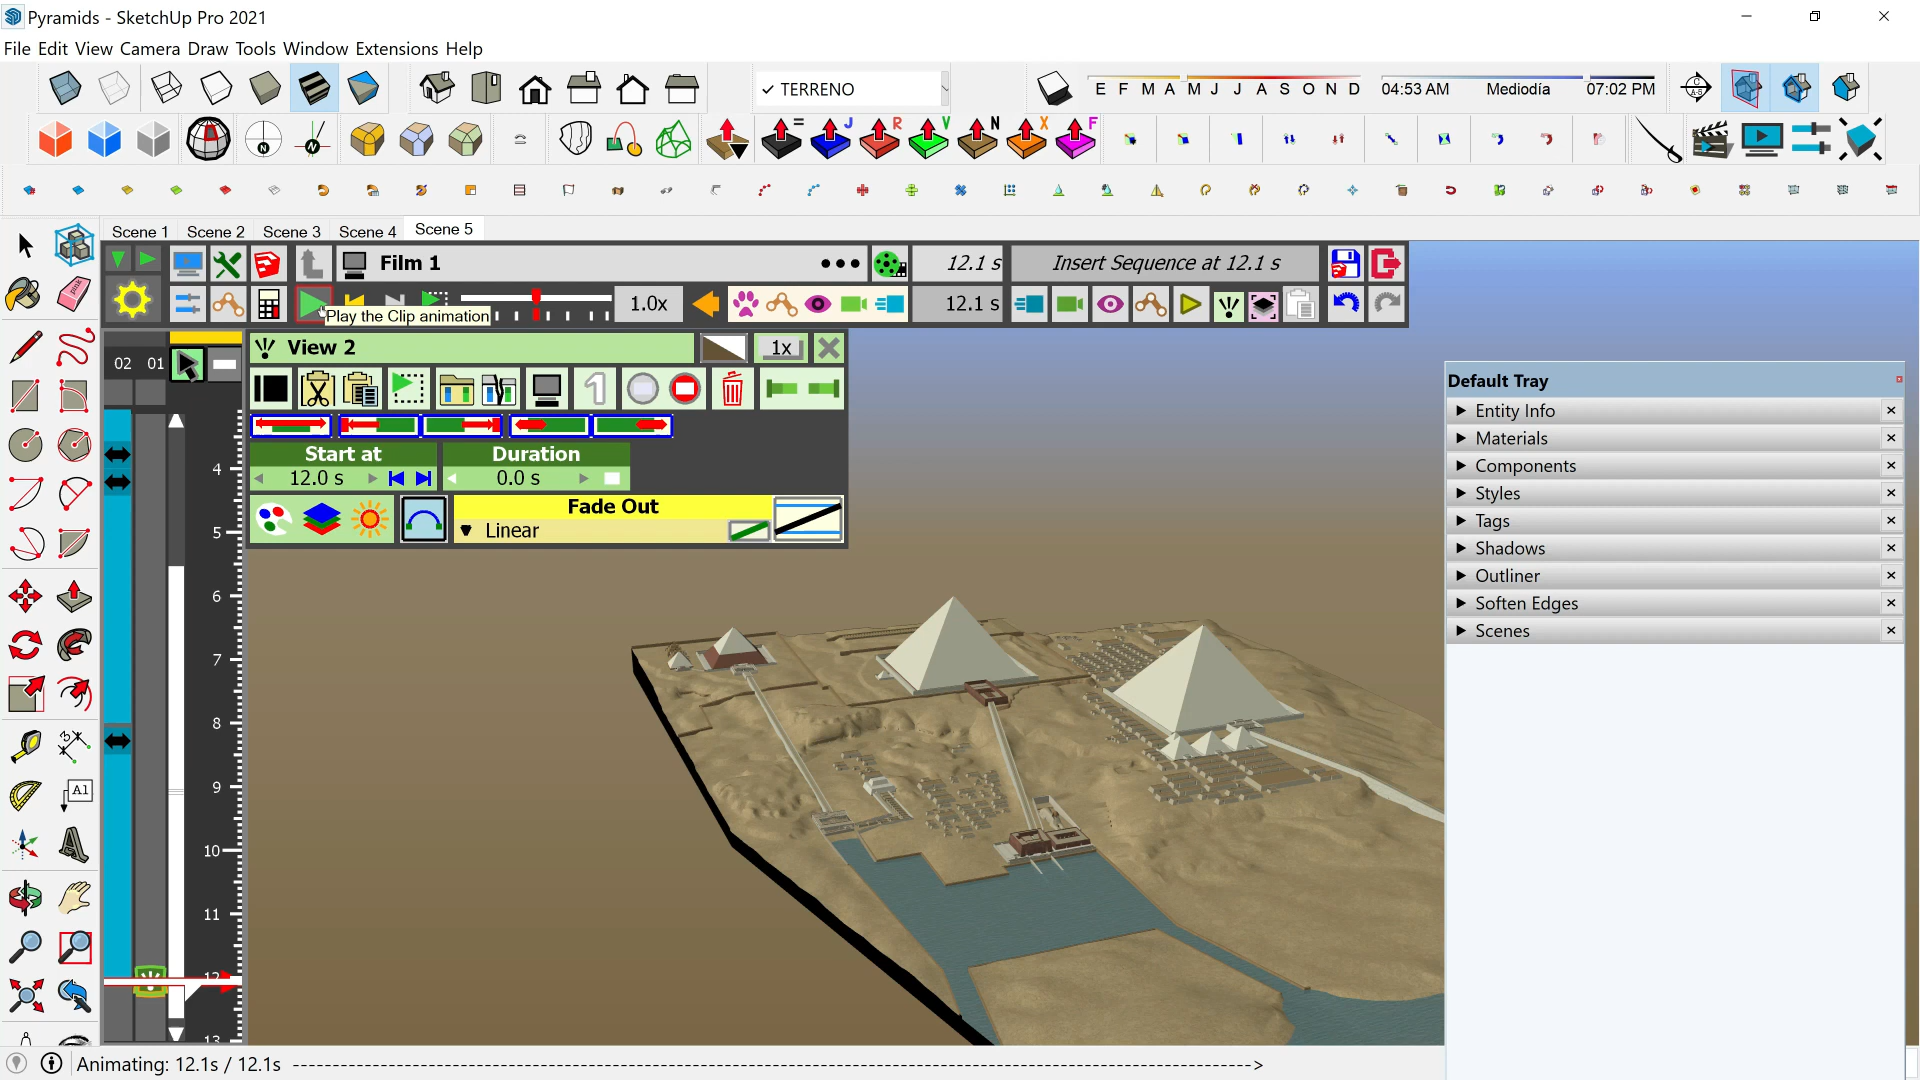 Pyramids - SketchUp Pro 2021
File Edit View Camera Draw Tools Window Extensions Help
✓ TERRENO
E F M A M J J A S O N D
04:53 AM Mediodía 07:02 PM
= J R V N X F
Scene 1 Scene 2 Scene 3 Scene 4 Scene 5
Film 1 ••• 12.1 s Insert Sequence at 12.1 s
1.0x 12.1 s
Play the Clip animation
02 01
View 2 1x
Start at Duration
12.0 s 0.0 s
Fade Out
Linear
4
5
6
7
8
9
10
11
12
13
A1
Default Tray
Entity Info
Materials
Components
Styles
Tags
Shadows
Outliner
Soften Edges
Scenes
Animating: 12.1s / 12.1s ---------------------------------------------------------------->